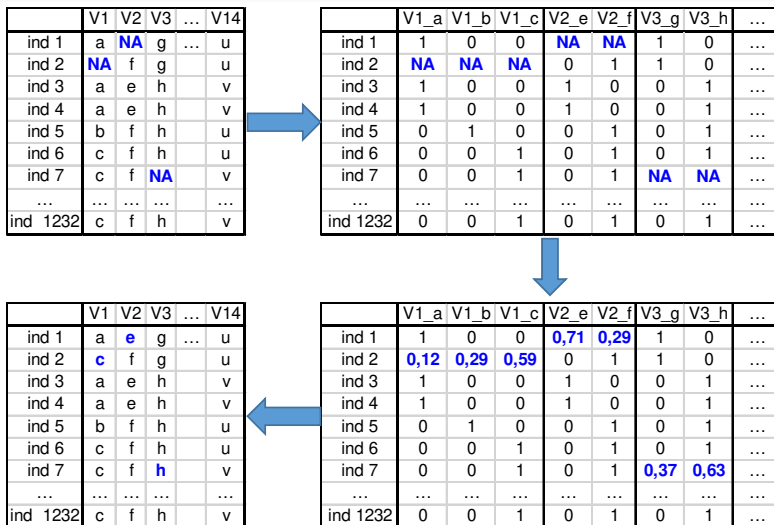 V1 V2 V3 … V14
ind 1 a NA g … u
ind 2 NA f g u
ind 3 a e h v
ind 4 a e h v
ind 5 b f h u
ind 6 c f h u
ind 7 c f NA v
… … … … …
ind 1232 c f h v
V1_a V1_b V1_c V2_e V2_f V3_g V3_h …
ind 1 1 0 0 NA NA 1 0 …
ind 2 NA NA NA 0 1 1 0 …
ind 3 1 0 0 1 0 0 1 …
ind 4 1 0 0 1 0 0 1 …
ind 5 0 1 0 0 1 0 1 …
ind 6 0 0 1 0 1 0 1 …
ind 7 0 0 1 0 1 NA NA …
… … … … … … … … …
ind 1232 0 0 1 0 1 0 1 …
V1 V2 V3 … V14
ind 1 a e g … u
ind 2 c f g u
ind 3 a e h v
ind 4 a e h v
ind 5 b f h u
ind 6 c f h u
ind 7 c f h v
… … … … …
ind 1232 c f h v
V1_a V1_b V1_c V2_e V2_f V3_g V3_h …
ind 1 1 0 0 0,71 0,29 1 0 …
ind 2 0,12 0,29 0,59 0 1 1 0 …
ind 3 1 0 0 1 0 0 1 …
ind 4 1 0 0 1 0 0 1 …
ind 5 0 1 0 0 1 0 1 …
ind 6 0 0 1 0 1 0 1 …
ind 7 0 0 1 0 1 0,37 0,63 …
… … … … … … … … …
ind 1232 0 0 1 0 1 0 1 …